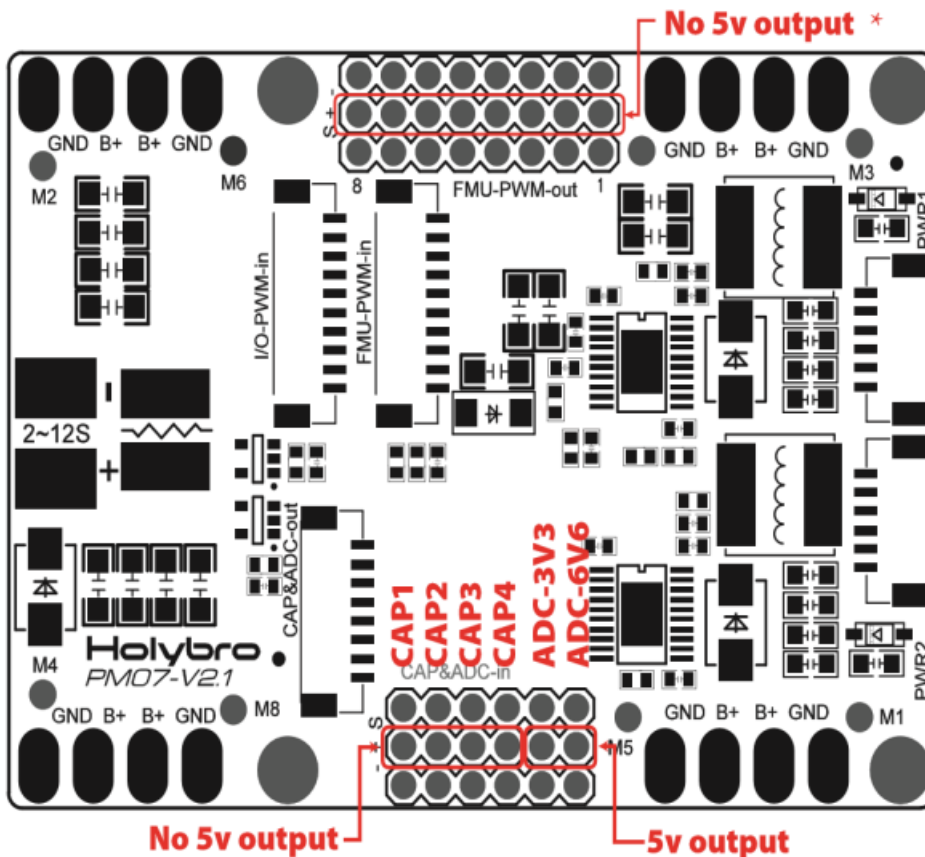 No 5v output *
GND B+ B+ GND
S + -
GND B+ B+ GND
M2
M6
8
FMU-PWM-out
1
M3
PWR1
I/O-PWM-in
FMU-PWM-in
-
2~12S
+
CAP&ADC-out
CAP1
CAP2
CAP3
CAP4
ADC-3V3
ADC-6V6
Holybro
PM07-V2.1
M4
CAP&ADC-in
PWR2
GND B+ B+ GND
M8
S + -
M5
GND B+ B+ GND
M1
No 5v output
5v output